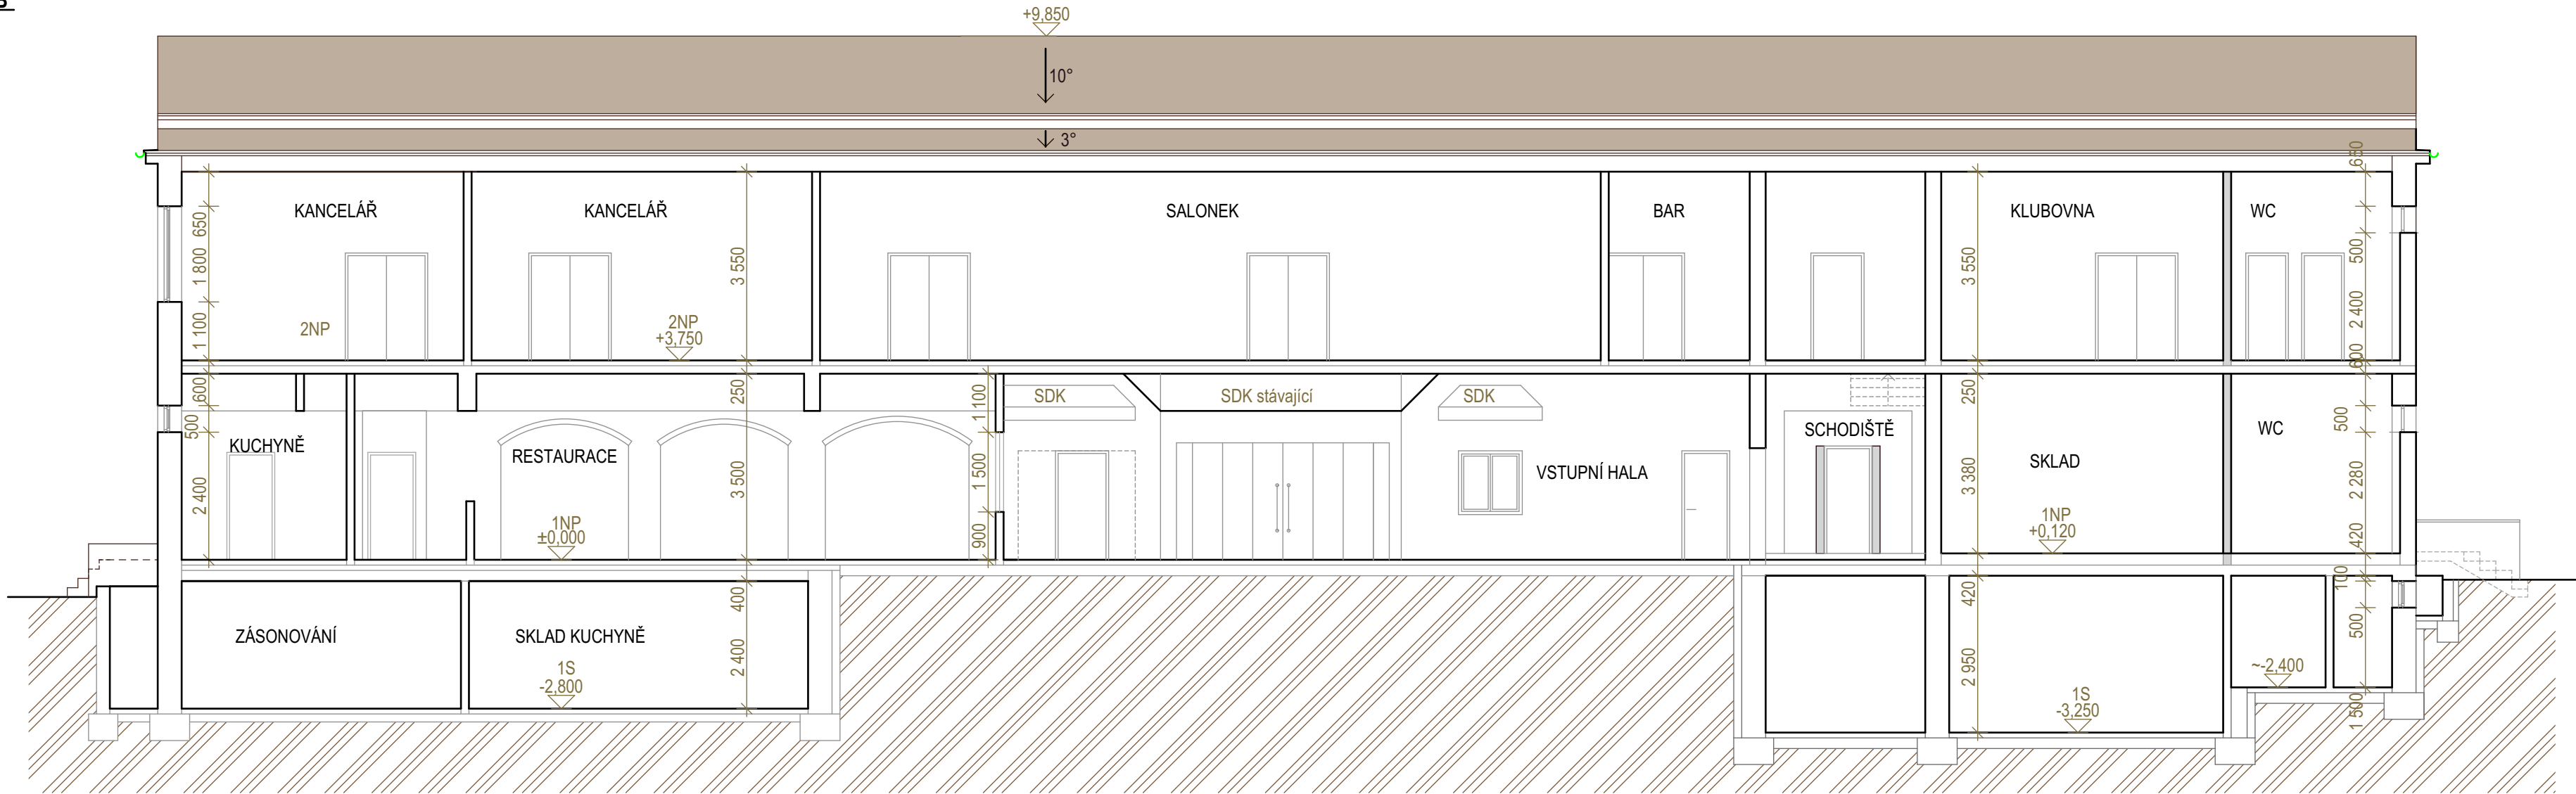 +9,850
10°
3°
KANCELÁŘ
KANCELÁŘ
SALONEK
BAR
KLUBOVNA
WC
650
1 800
1 100
2NP
2NP
+3,750
3 550
3 550
650
500
2 400
600
600
500
2 400
KUCHYNĚ
RESTAURACE
1NP
±0,000
250
3 500
1 100
1 500
900
SDK
SDK stávající
SDK
VSTUPNÍ HALA
SCHODIŠTĚ
250
3 380
SKLAD
1NP
+0,120
WC
500
2 280
420
ZÁSONOVÁNÍ
SKLAD KUCHYNĚ
1S
-2,800
400
2 400
420
2 950
1S
-3,250
~-2,400
100
500
1 500